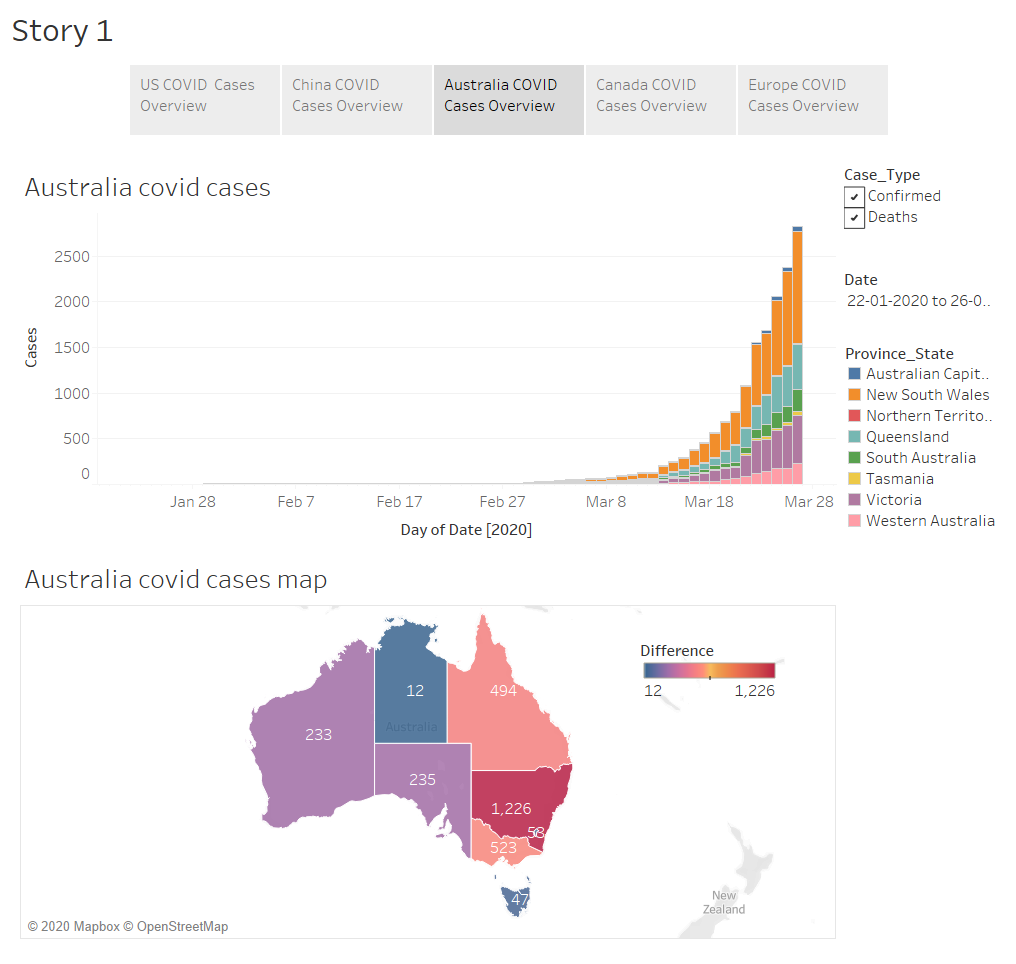 Story 1
US COVID Cases
Overview
China COVID
Cases Overview
Australia COVID
Cases Overview
Canada COVID
Cases Overview
Europe COVID
Cases Overview
Australia covid cases
2500
2000
1500
1000
500
0
Cases
Jan 28
Feb 7
Feb 17
Feb 27
Mar 8
Mar 18
Mar 28
Day of Date [2020]
Case_Type
Confirmed
Deaths
Date
22-01-2020 to 26-0..
Province_State
Australian Capit..
New South Wales
Northern Territo..
Queensland
South Australia
Tasmania
Victoria
Western Australia
Australia covid cases map
Difference
12
1,226
12
494
Australia
233
235
1,226
523
47
New
Zealand
© 2020 Mapbox © OpenStreetMap